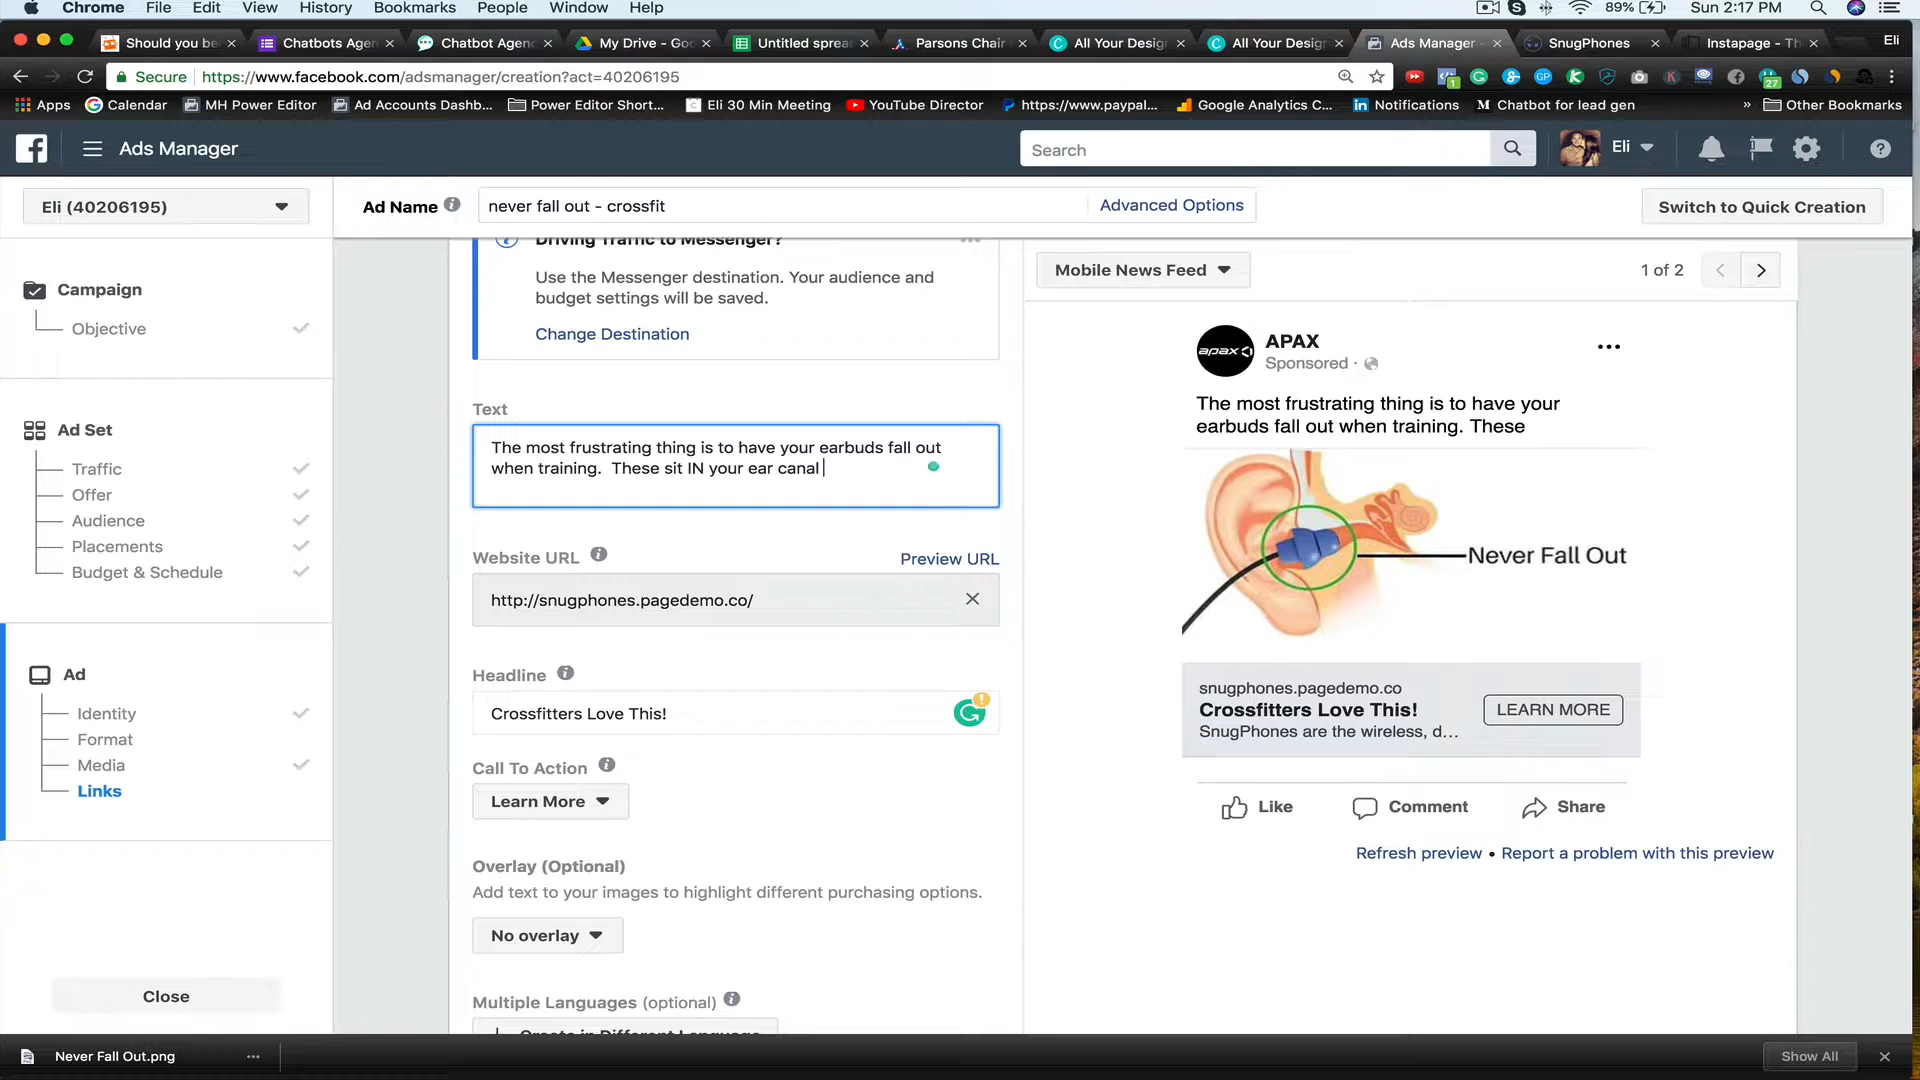 Chrome File Edit View History Bookmarks People Window Help 89% Sun 2:17 PM
Should you be Chatbots Agen Chatbot Agenc My Drive - Goo Untitled sprea Parsons Chair All Your Desig All Your Desig Ads Manager - SnugPhones Instapage - Th Eli
Secure https://www.facebook.com/adsmanager/creation?act=40206195
Apps Calendar MH Power Editor Ad Accounts Dashb... Power Editor Short... Eli 30 Min Meeting YouTube Director https://www.paypal... Google Analytics C... Notifications Chatbot for lead gen » Other Bookmarks
Ads Manager Search Eli
Eli (40206195) Ad Name never fall out - crossfit Advanced Options Switch to Quick Creation
Campaign
Objective
Ad Set
Traffic
Offer
Audience
Placements
Budget & Schedule
Ad
Identity
Format
Media
Links
Close
Driving Traffic to Messenger?
Use the Messenger destination. Your audience and
budget settings will be saved.
Change Destination
Text
The most frustrating thing is to have your earbuds fall out
when training. These sit IN your ear canal
Website URL Preview URL
http://snugphones.pagedemo.co/
Headline
Crossfitters Love This!
Call To Action
Learn More
Overlay (Optional)
Add text to your images to highlight different purchasing options.
No overlay
Multiple Languages (optional)
Create in Different Language
Mobile News Feed 1 of 2
apax
APAX
Sponsored ·
The most frustrating thing is to have your
earbuds fall out when training. These
Never Fall Out
snugphones.pagedemo.co
Crossfitters Love This!
SnugPhones are the wireless, d...
LEARN MORE
Like Comment Share
Refresh preview • Report a problem with this preview
Never Fall Out.png
Show All